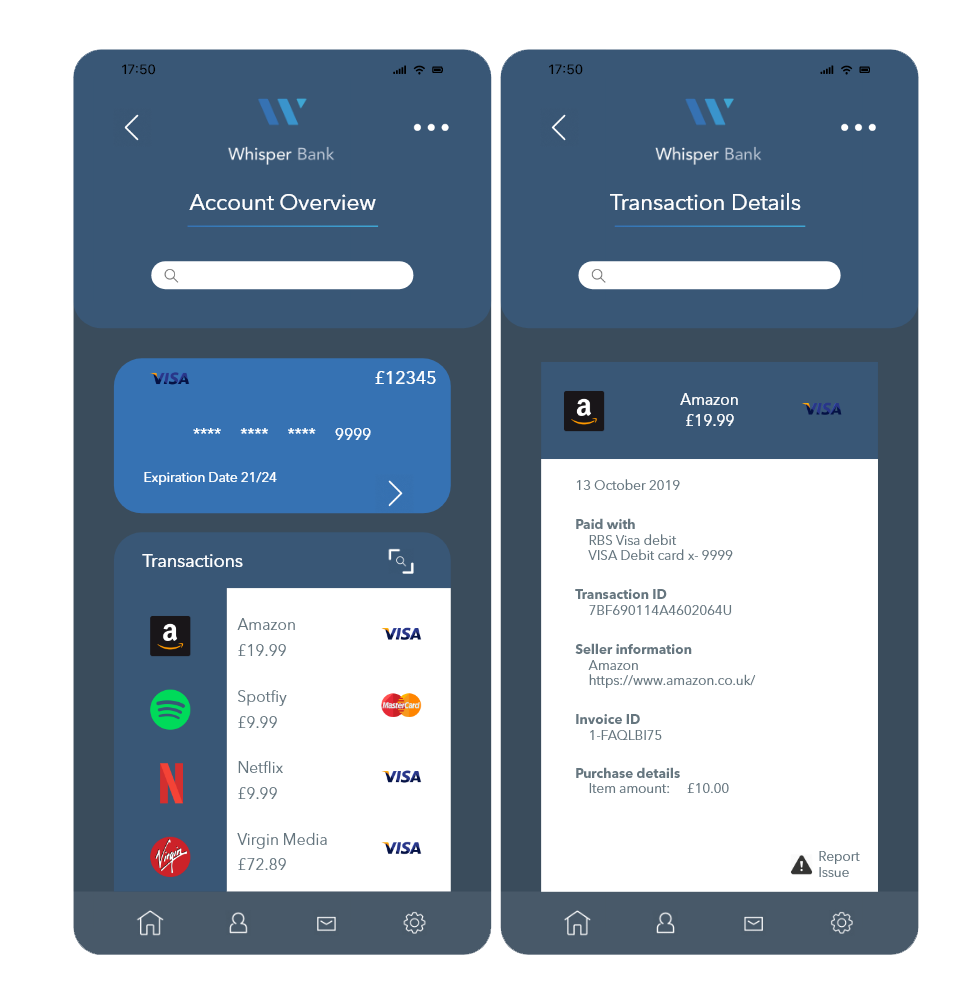 17:50
Whisper Bank
Account Overview
VISA
£12345
**** **** **** 9999
Expiration Date 21/24
Transactions
a
Amazon
£19.99
VISA
Spotfiy
£9.99
MasterCard
N
Netflix
£9.99
VISA
Virgin
Virgin Media
£72.89
VISA
17:50
Whisper Bank
Transaction Details
a
Amazon
£19.99
VISA
13 October 2019
Paid with
RBS Visa debit
VISA Debit card x- 9999
Transaction ID
7BF690114A4602064U
Seller information
Amazon
https://www.amazon.co.uk/
Invoice ID
1-FAQLBI75
Purchase details
Item amount: £10.00
Report
Issue